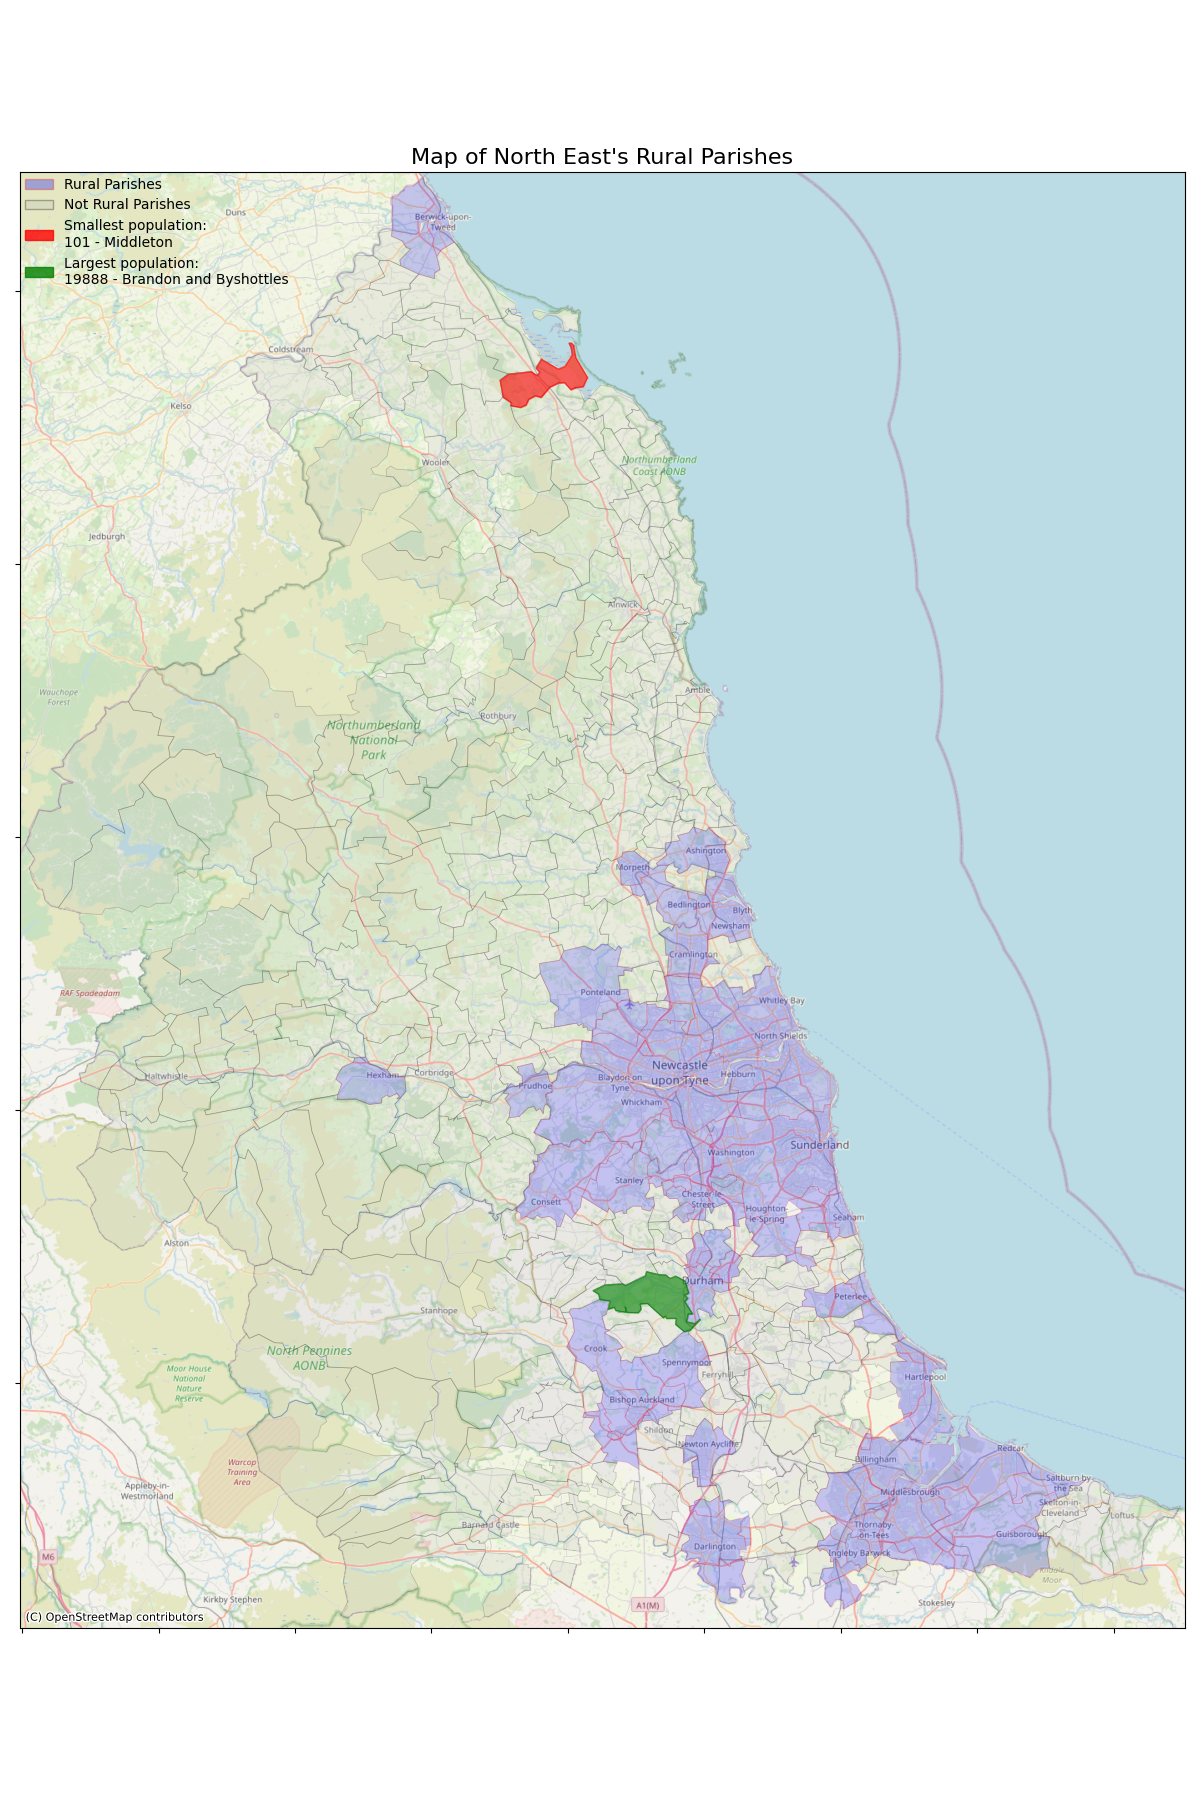 Map of North East's Rural Parishes
Rural Parishes
Not Rural Parishes
Smallest population:
101 - Middleton
Largest population:
19888 - Brandon and Byshottles
Duns
Berwick-upon-
Tweed
Coldstream
Kelso
Wooler
Northumberland
Coast AONB
Jedburgh
Alnwick
Wauchope
Forest
Amble
Rothbury
Northumberland
National
Park
Ashington
Morpeth
Bedlington
Blyth
Newsham
Cramlington
RAF Spadeadam
Ponteland
Whitley Bay
North Shields
Newcastle
upon Tyne
Haltwhistle
Hexham
Corbridge
Prudhoe
Blaydon on
Tyne
Hebburn
Whickham
Sunderland
Washington
Stanley
Consett
Chester-le
Street
Houghton-
le-Spring
Seaham
Alston
Durham
Stanhope
Peterlee
North Pennines
AONB
Crook
Spennymoor
Ferryhill
Hartlepool
Moor House
National
Nature
Reserve
Bishop Auckland
Shildon
Newton Aycliffe
Redcar
Billingham
Warcop
Training
Area
Appleby-in-
Westmorland
Middlesbrough
Saltburn by
the Sea
Skelton-in-
Cleveland
Loftus
Barnard Castle
Thornaby
-on-Tees
Guisborough
Darlington
Ingleby Barwick
M6
Kildale
Moor
Kirkby Stephen
A1(M)
Stokesley
(C) OpenStreetMap contributors